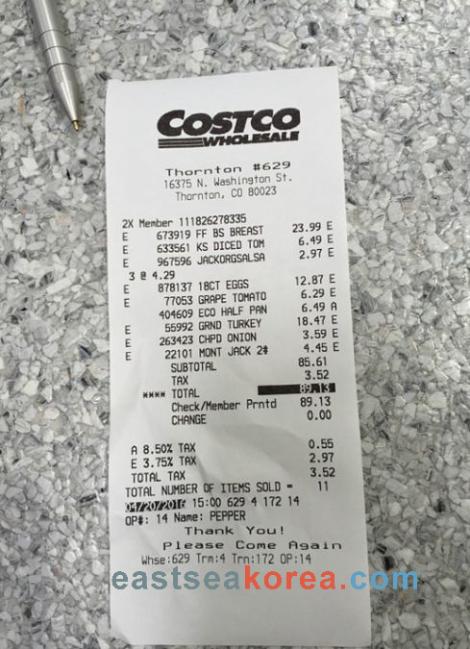 COSTCO
WHOLESALE
Thornton #629
16375 N. Washington St.
Thornton, CO 80023
2X Member 111826278335
E 673919 FF BS BREAST 23.99 E
E 633561 KS DICED TOM 6.49 E
E 967596 JACKORGSALSA 2.97 E
3 @ 4.29
E 878137 18CT EGGS 12.87 E
E 77053 GRAPE TOMATO 6.29 E
404609 ECO HALF PAN 6.49 A
E 55992 GRND TURKEY 18.47 E
E 263423 CHPD ONION 3.59 E
E 22101 MONT JACK 2# 4.45 E
SUBTOTAL 85.61
TAX 3.52
**** TOTAL 89.13
Check/Member Prntd 89.13
CHANGE 0.00
A 8.50% TAX 0.55
E 3.75% TAX 2.97
TOTAL TAX 3.52
TOTAL NUMBER OF ITEMS SOLD = 11
04/20/2016 15:00 629 4 172 14
OP#: 14 Name: PEPPER
Thank You!
Please Come Again
Whse:629 Trm:4 Trn:172 OP:14
eastseakorea.com